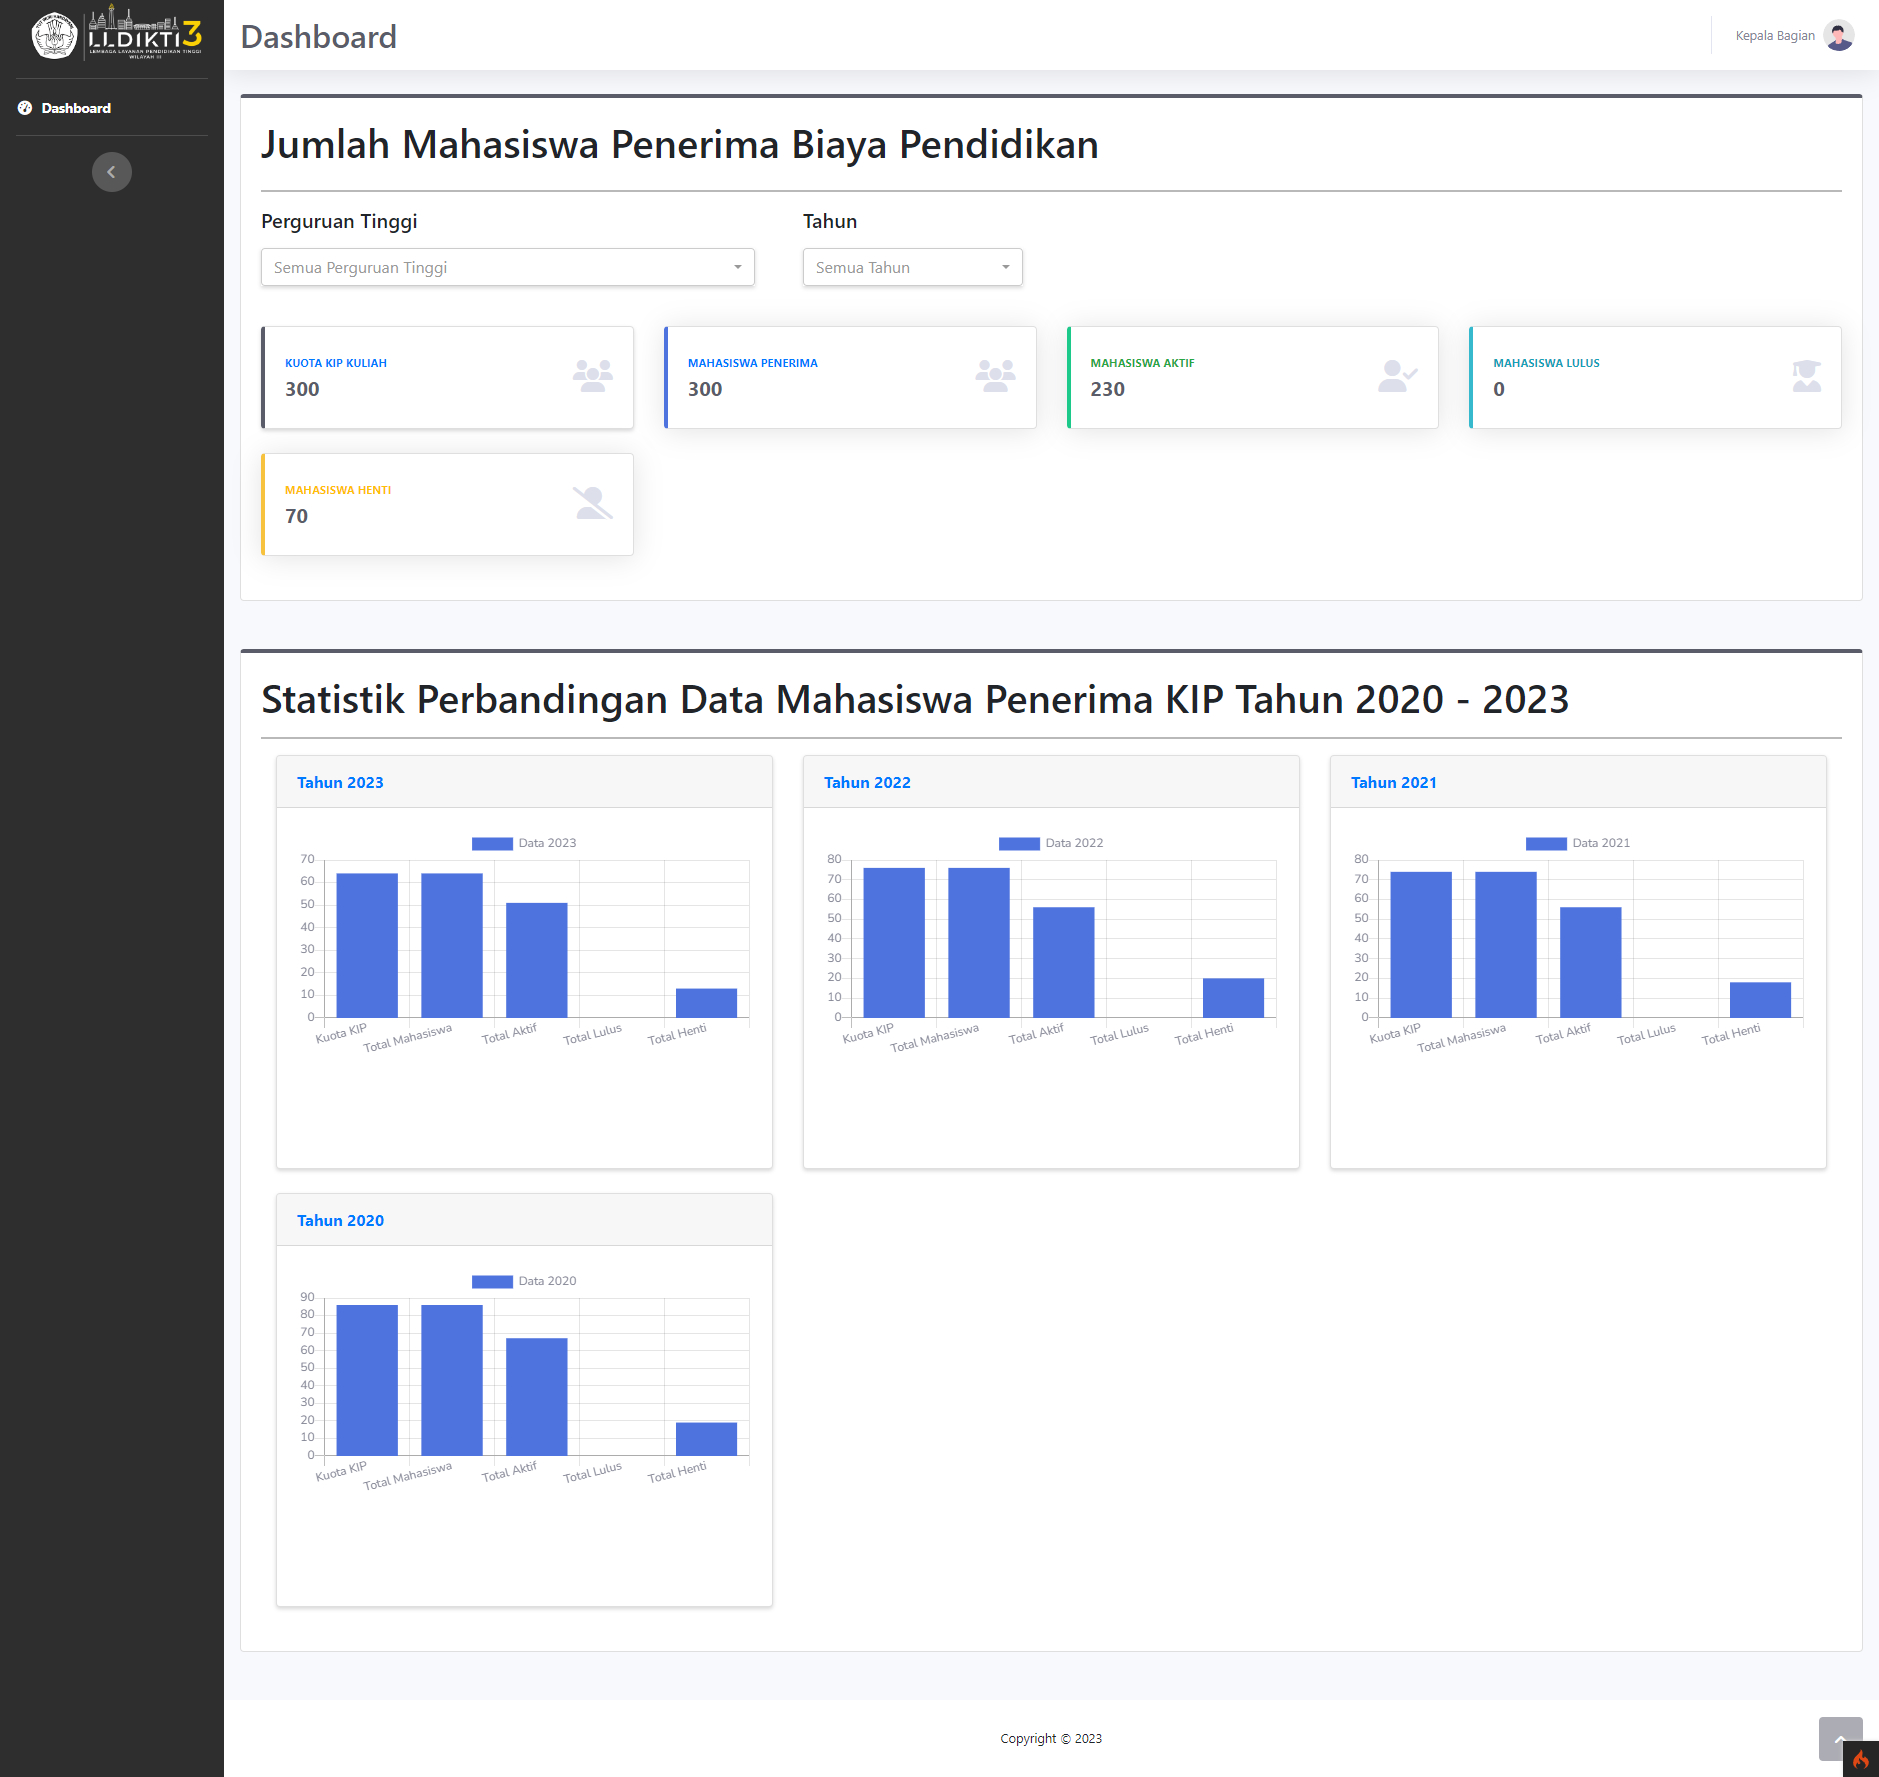 LLDIKTI 3
LEMBAGA LAYANAN PENDIDIKAN TINGGI
WILAYAH III
Dashboard
Dashboard
Kepala Bagian
Jumlah Mahasiswa Penerima Biaya Pendidikan
Perguruan Tinggi
Tahun
Semua Perguruan Tinggi
Semua Tahun
KUOTA KIP KULIAH
300
MAHASISWA PENERIMA
300
MAHASISWA AKTIF
230
MAHASISWA LULUS
0
MAHASISWA HENTI
70
Statistik Perbandingan Data Mahasiswa Penerima KIP Tahun 2020 - 2023
Tahun 2023
Data 2023
70
60
50
40
30
20
10
0
Kuota KIP
Total Mahasiswa
Total Aktif
Total Lulus
Total Henti
Tahun 2022
Data 2022
80
70
60
50
40
30
20
10
0
Kuota KIP
Total Mahasiswa
Total Aktif
Total Lulus
Total Henti
Tahun 2021
Data 2021
80
70
60
50
40
30
20
10
0
Kuota KIP
Total Mahasiswa
Total Aktif
Total Lulus
Total Henti
Tahun 2020
Data 2020
90
80
70
60
50
40
30
20
10
0
Kuota KIP
Total Mahasiswa
Total Aktif
Total Lulus
Total Henti
Copyright © 2023